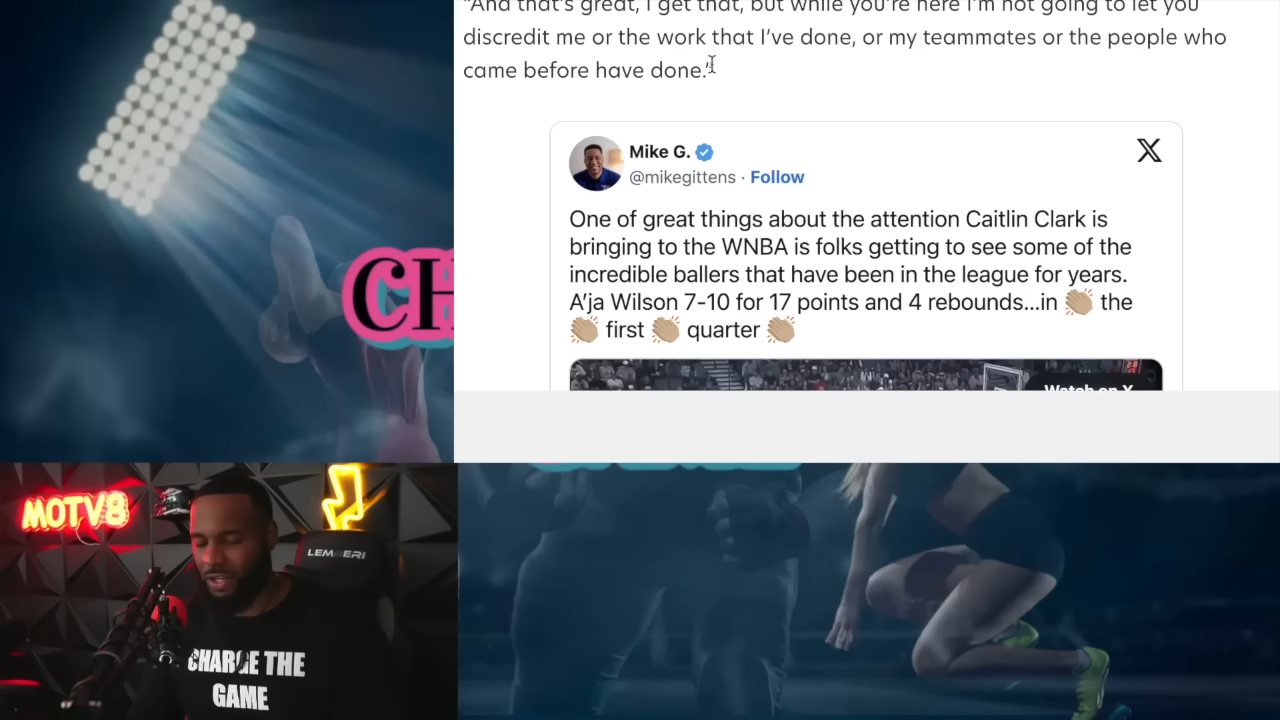 “And that’s great, I get that, but while you’re here I’m not going to let you
discredit me or the work that I’ve done, or my teammates or the people who
came before have done.”
Mike G.
@mikegittens · Follow
One of great things about the attention Caitlin Clark is
bringing to the WNBA is folks getting to see some of the
incredible ballers that have been in the league for years.
A’ja Wilson 7-10 for 17 points and 4 rebounds...in 👏🏽 the
👏🏽 first 👏🏽 quarter 👏🏽
Watch on X
CH
MOTV8
CHARGE THE
GAME